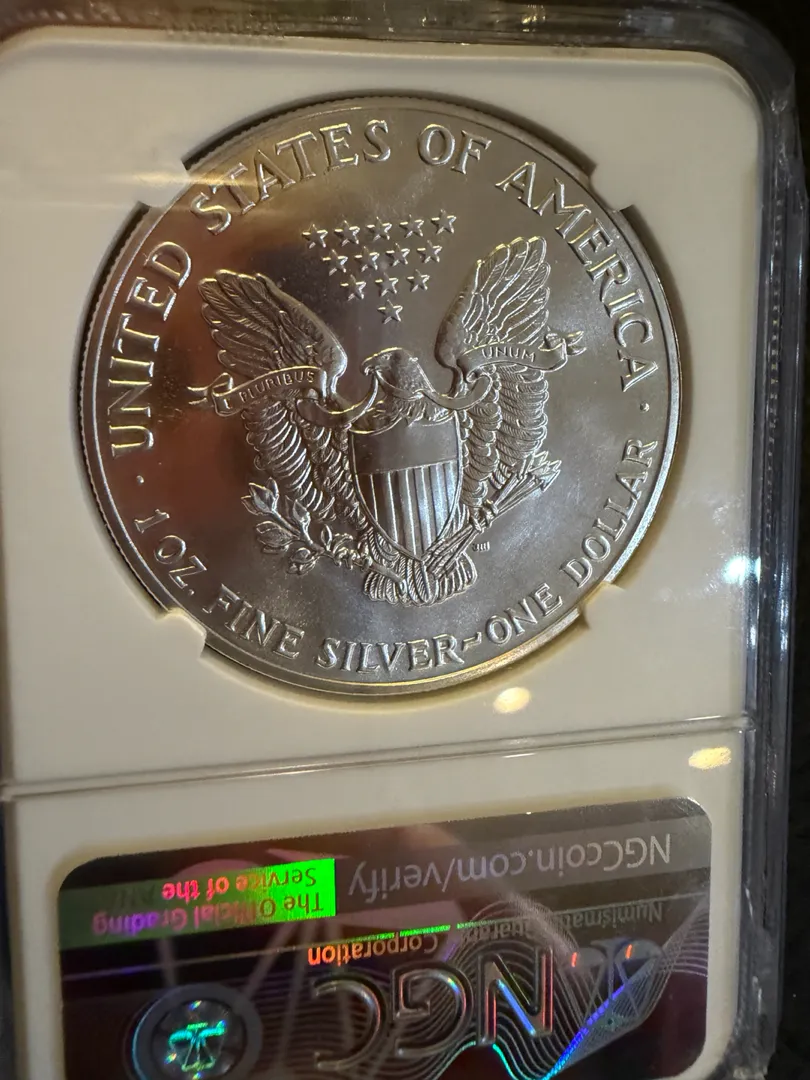 UNITED STATES OF AMERICA
PLURIBUS
UNUM
1 OZ. FINE SILVER~ONE DOLLAR
NGCcoin.com/verify
The Official Grading
Service of the
Corporation
NGC